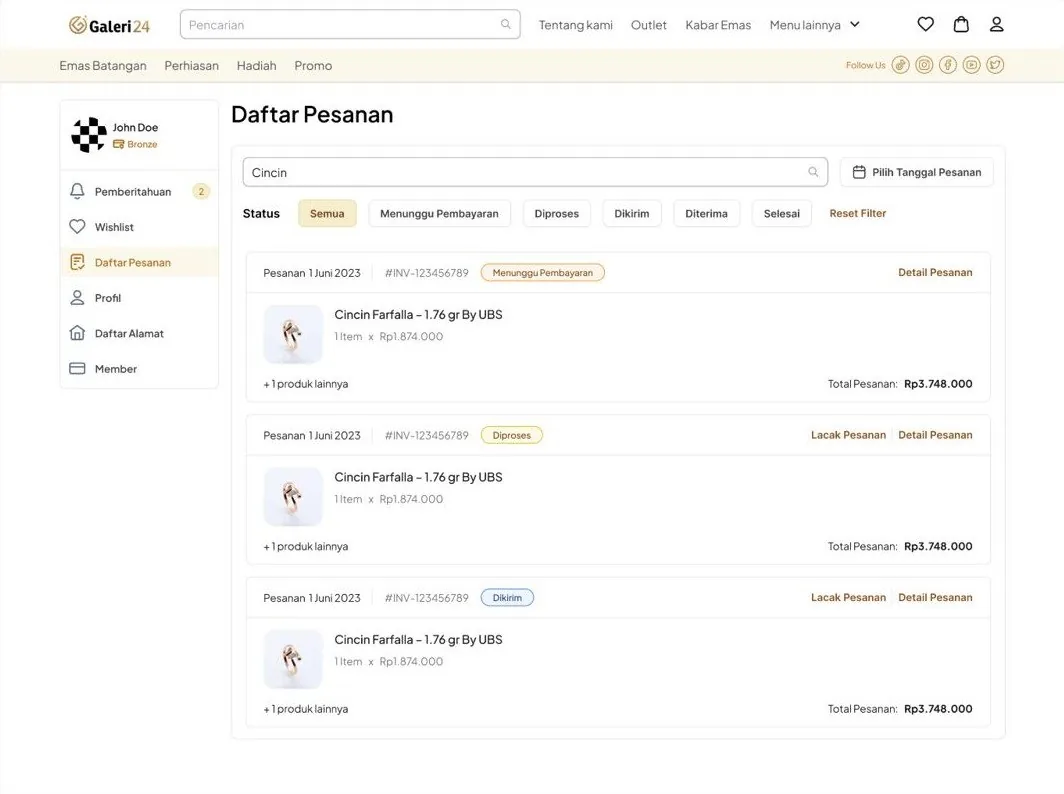 Galeri 24
Pencarian
Tentang kami
Outlet
Kabar Emas
Menu lainnya
Emas Batangan
Perhiasan
Hadiah
Promo
Follow Us
John Doe
Bronze
Pemberitahuan 2
Wishlist
Daftar Pesanan
Profil
Daftar Alamat
Member
Daftar Pesanan
Cincin
Pilih Tanggal Pesanan
Status
Semua
Menunggu Pembayaran
Diproses
Dikirim
Diterima
Selesai
Reset Filter
Pesanan 1 Juni 2023 #INV-123456789 Menunggu Pembayaran Detail Pesanan
Cincin Farfalla – 1.76 gr By UBS
1 Item x Rp1.874.000
+ 1 produk lainnya Total Pesanan: Rp3.748.000
Pesanan 1 Juni 2023 #INV-123456789 Diproses Lacak Pesanan Detail Pesanan
Cincin Farfalla – 1.76 gr By UBS
1 Item x Rp1.874.000
+ 1 produk lainnya Total Pesanan: Rp3.748.000
Pesanan 1 Juni 2023 #INV-123456789 Dikirim Lacak Pesanan Detail Pesanan
Cincin Farfalla – 1.76 gr By UBS
1 Item x Rp1.874.000
+ 1 produk lainnya Total Pesanan: Rp3.748.000